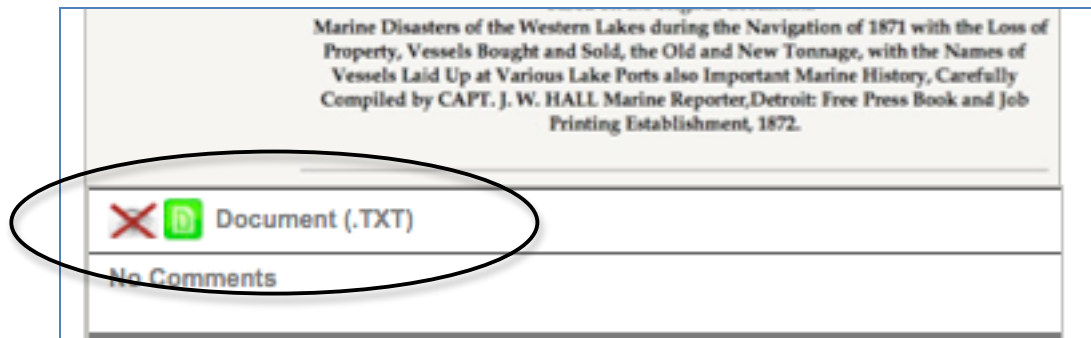 Marine Disasters of the Western Lakes during the Navigation of 1871 with the Loss of
Property, Vessels Bought and Sold, the Old and New Tonnage, with the Names of
Vessels Laid Up at Various Lake Ports also Important Marine History, Carefully
Compiled by CAPT. J. W. HALL Marine Reporter,Detroit: Free Press Book and Job
Printing Establishment, 1872.
D Document (.TXT)
No Comments